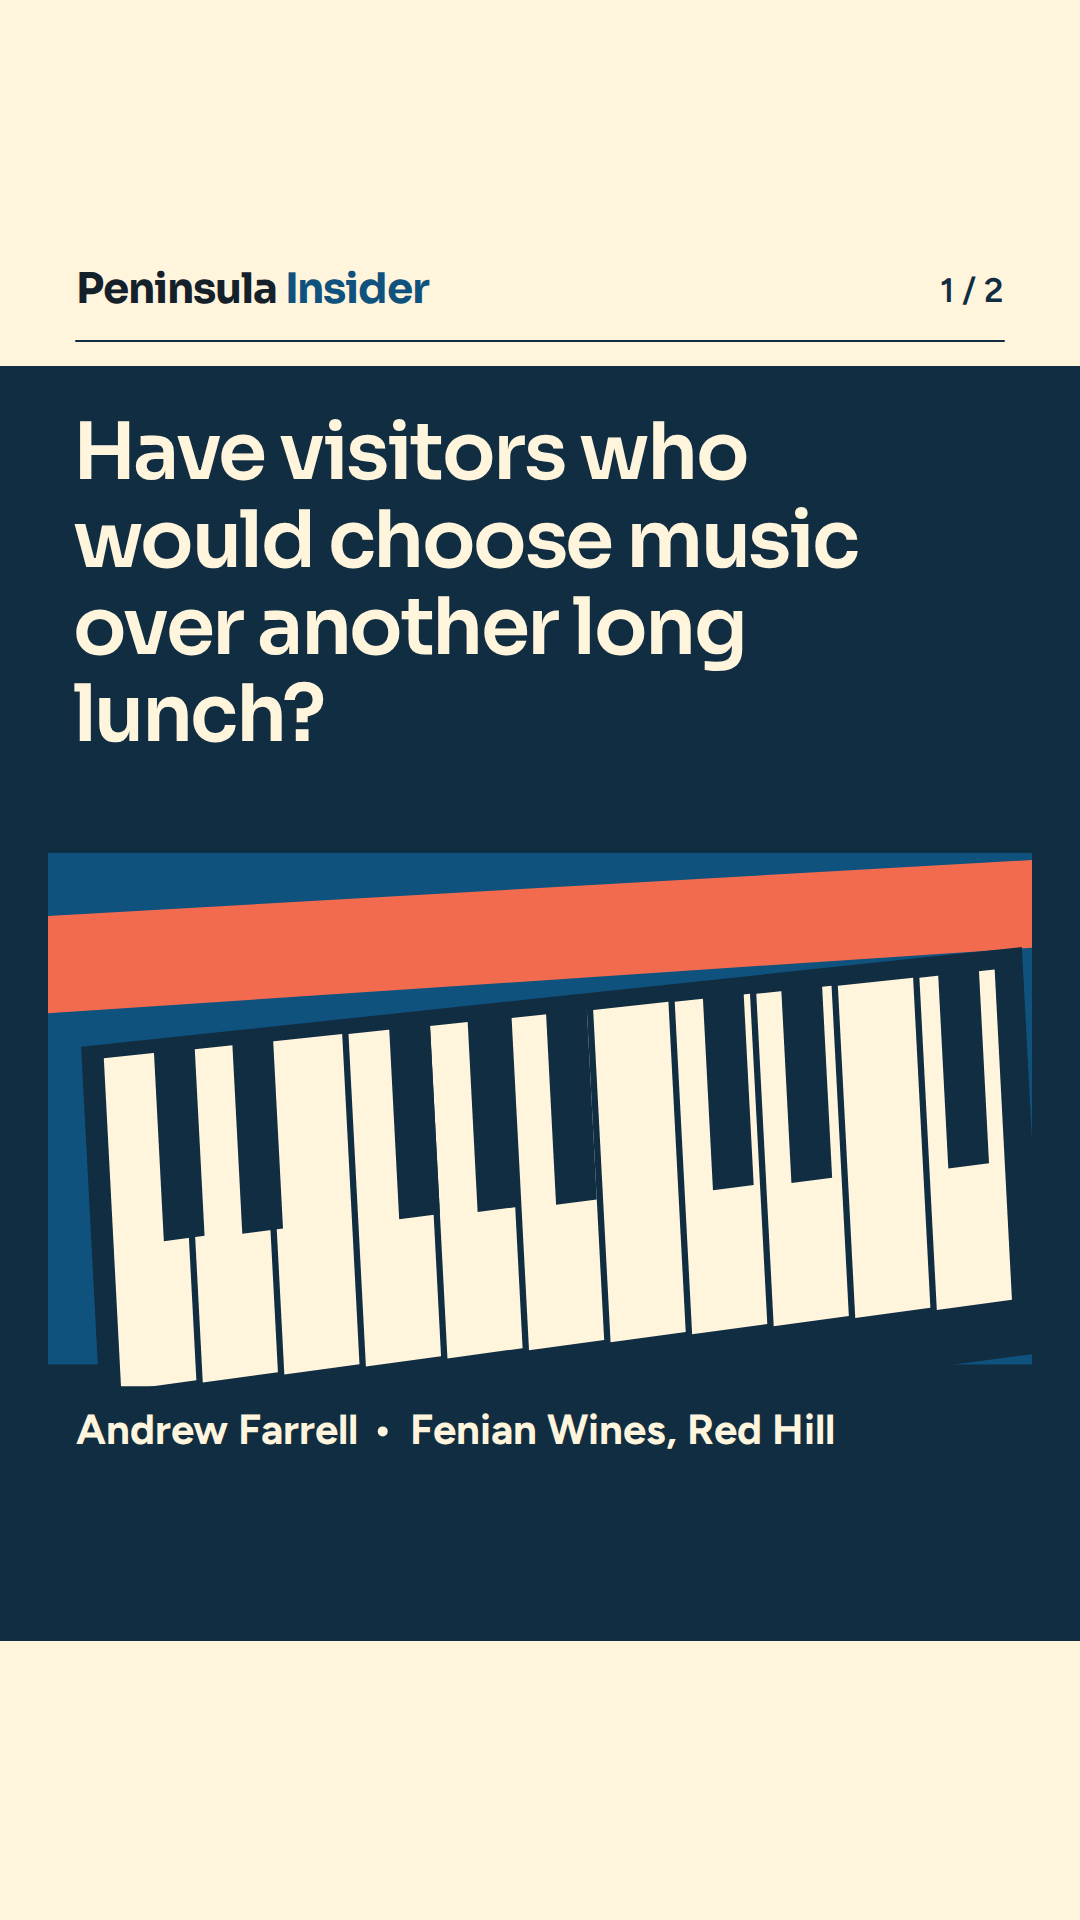 Peninsula Insider
1 / 2
Have visitors who
would choose music
over another long
lunch?
Andrew Farrell • Fenian Wines, Red Hill